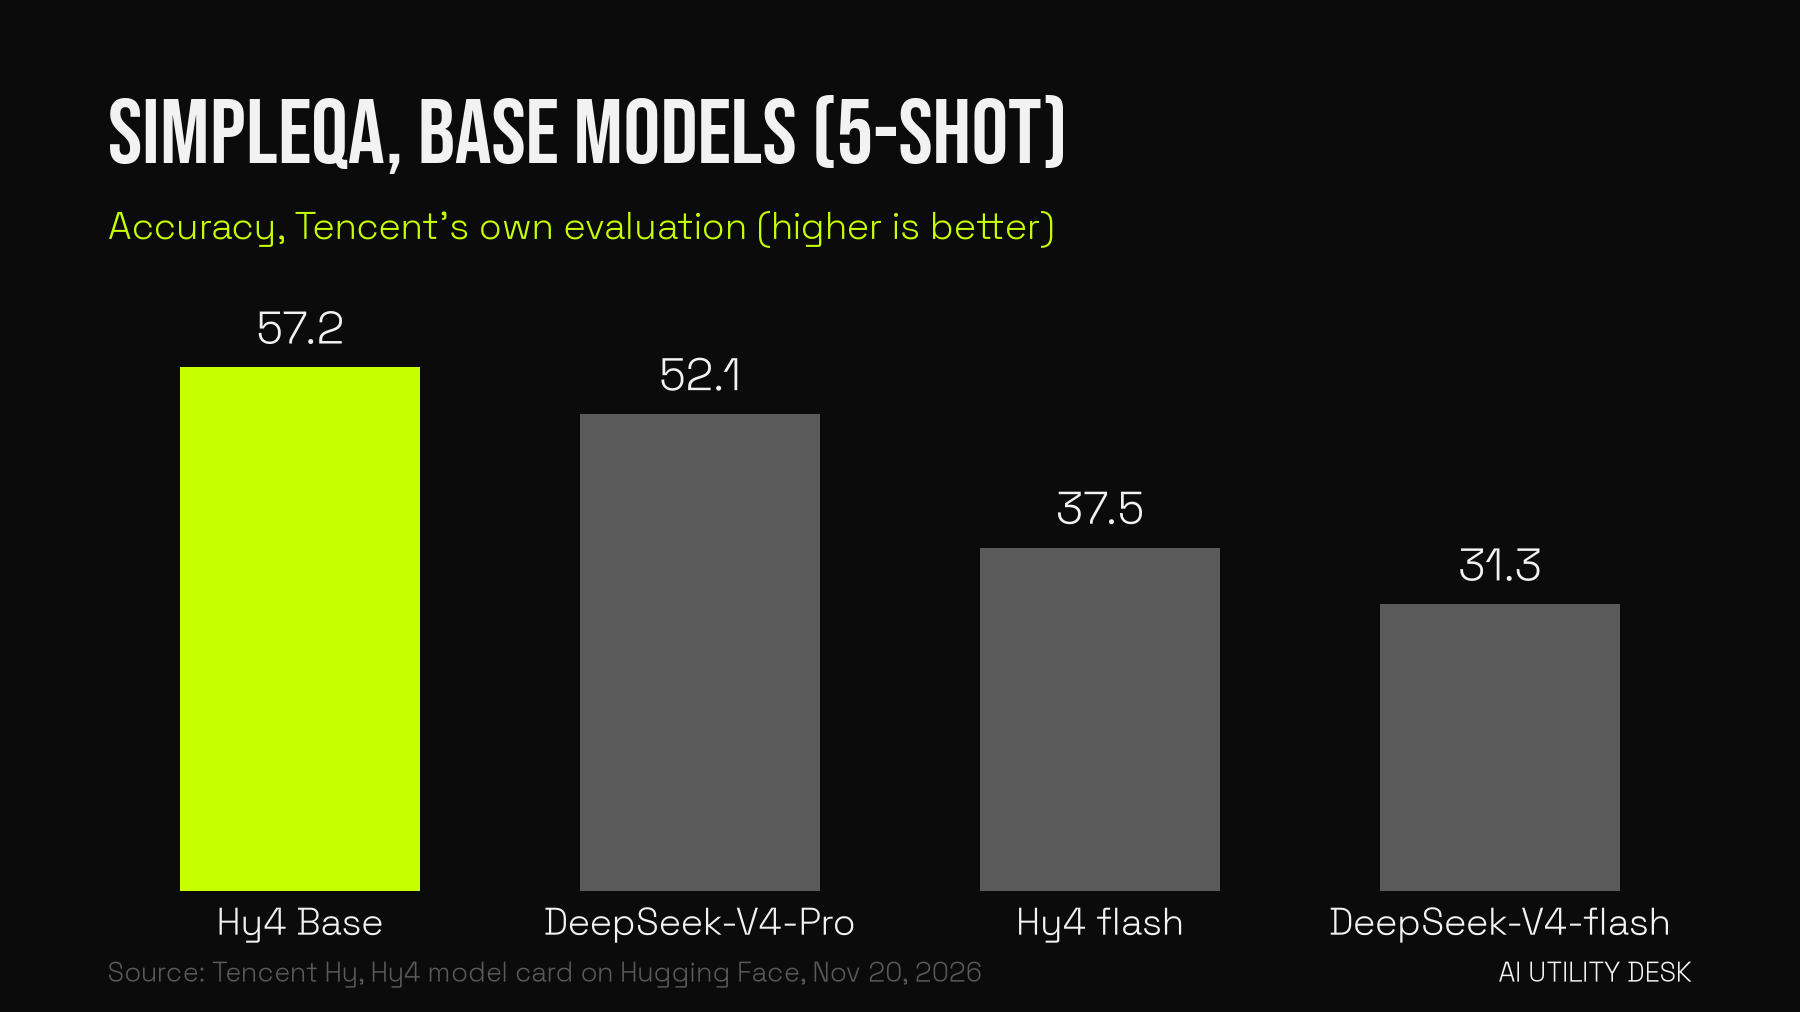 SIMPLEQA, BASE MODELS (5-SHOT)
Accuracy, Tencent's own evaluation (higher is better)
57.2
52.1
37.5
31.3
Hy4 Base
DeepSeek-V4-Pro
Hy4 flash
DeepSeek-V4-flash
Source: Tencent Hy, Hy4 model card on Hugging Face, Nov 20, 2026
AI UTILITY DESK